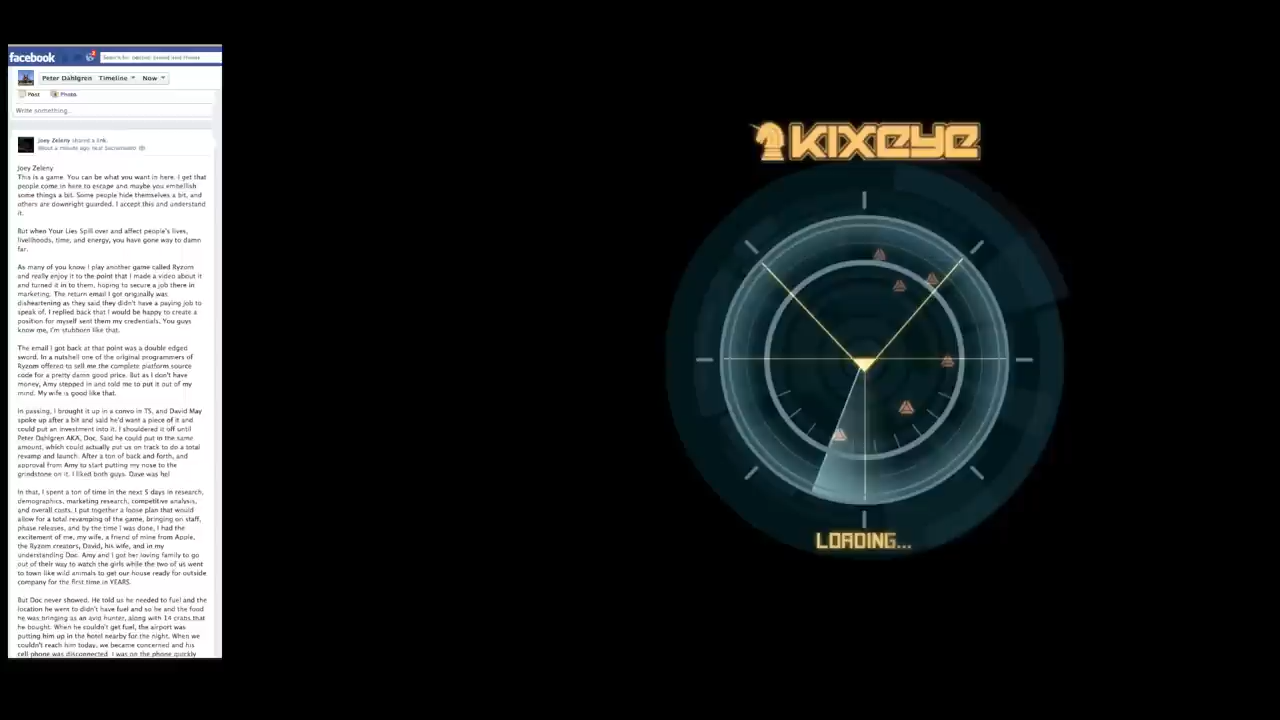 facebook
Peter Dahlgren Timeline Now
Post Photo
Write something...
Joey Zeleny shared a link.
About a minute ago, near Sacramento
Joey Zeleny
This is a game. You can be what you want in here. I get that
people come in here to escape and maybe you embellish
some things a bit. Some people hide themselves a bit, and
others are downright guarded. I accept this and understand
it.
But when Your Lies Spill over and affect people's lives,
livelihoods, time, and energy, you have gone way to damn
far.
As many of you know I play another game called Ryzom
and really enjoy it to the point that I made a video about it
and turned it in to them, hoping to secure a job there in
marketing. The return email I got originally was
disheartening as they said they didn't have a paying job to
speak of. I replied back that I would be happy to create a
position for myself sent them my credentials. You guys
know me, I'm stubborn like that.
The email I got back at that point was a double edged
sword. In a nutshell one of the original programmers of
Ryzom offered to sell me the complete platform source
code for a pretty damn good price. But as I don't have
money, Amy stepped in and told me to put it out of my
mind. My wife is good like that.
In passing, I brought it up in a convo in TS, and David May
spoke up after a bit and said he'd want a piece of it and
could put an investment into it. I shouldered it off until
Peter Dahlgren AKA, Doc. Said he could put in the same
amount, which could actually put us on track to do a total
revamp and launch. After a ton of back and forth, and
approval from Amy to start putting my nose to the
grindstone on it. I liked both guys. Dave was he!
In that, I spent a ton of time in the next 5 days in research,
demographics, marketing research, competitive analysis,
and overall costs. I put together a loose plan that would
allow for a total revamping of the game, bringing on staff,
phase releases, and by the time I was done, I had the
excitement of me, my wife, a friend of mine from Apple,
the Ryzom creators, David, his wife, and in my
understanding Doc. Amy and I got her loving family to go
out of their way to watch the girls while the two of us went
to town like wild animals to get our house ready for outside
company for the first time in YEARS.
But Doc never showed. He told us he needed to fuel and the
location he went to didn't have fuel and so he and the food
he was bringing as an avid hunter, along with 14 crabs that
he bought. When he couldn't get fuel, the airport was
putting him up in the hotel nearby for the night. When we
couldn't reach him today, we became concerned and his
cell phone was disconnected. I was on the phone quickly
KIXEYE
LOADING...